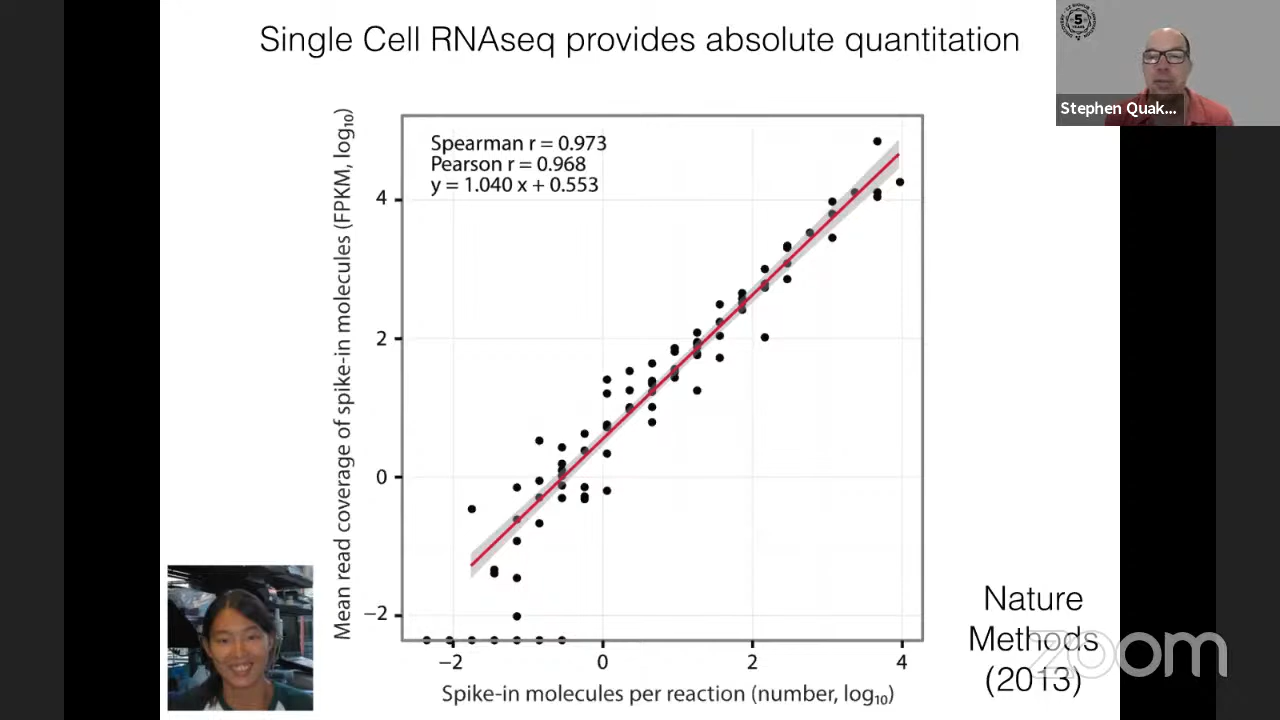 Single Cell RNAseq provides absolute quantitation
5
Stephen Quak...
Spearman r = 0.973
Pearson r = 0.968
y = 1.040 x + 0.553
Mean read coverage of spike-in molecules (FPKM, log₁₀)
4
2
0
−2
−2
0
2
4
Spike-in molecules per reaction (number, log₁₀)
Nature
Methods
(2013)
zoom